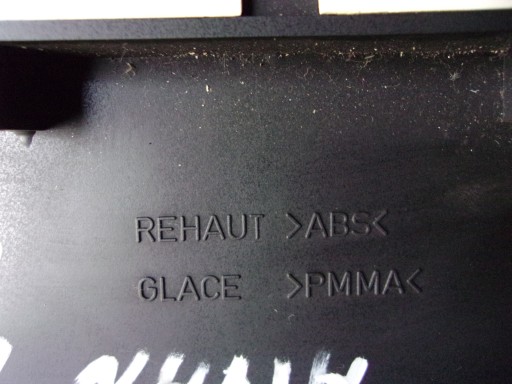 REHAUT >ABS<
GLACE >PMMA<